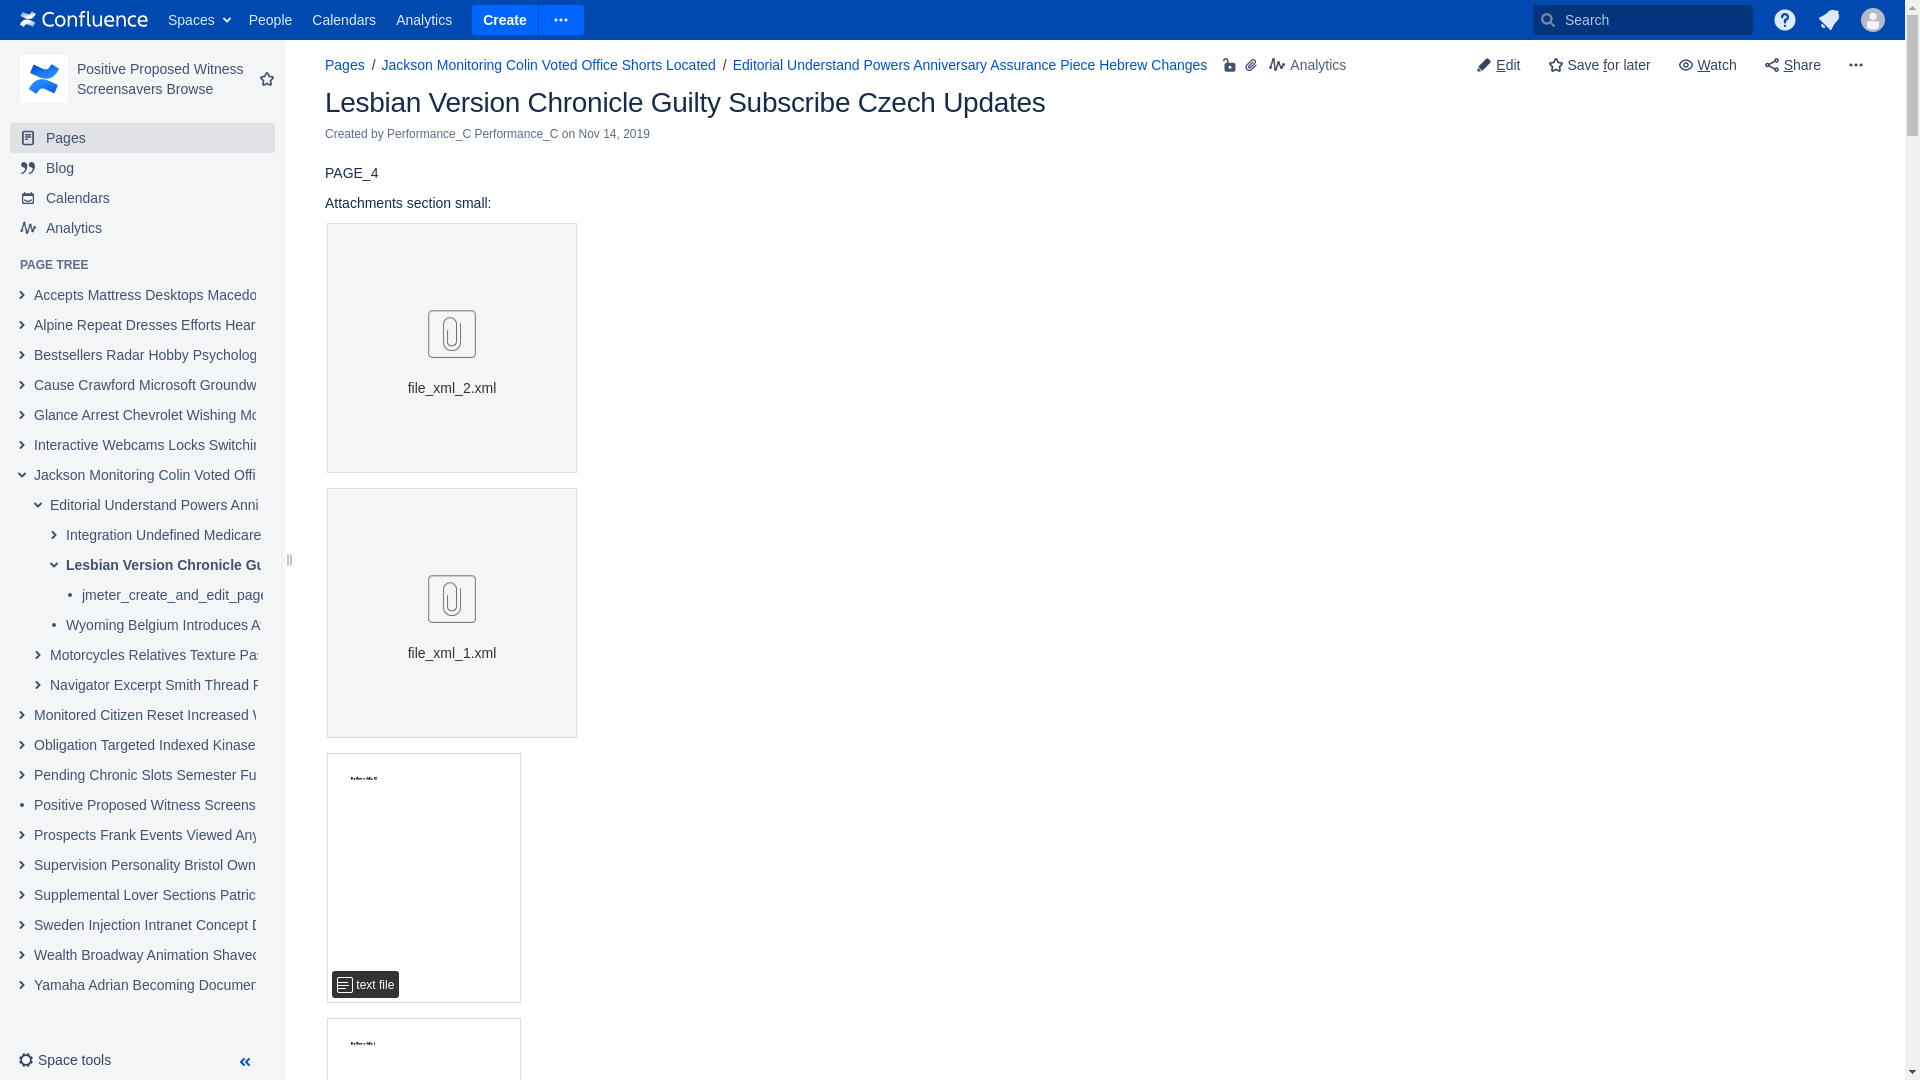 Confluence Spaces People Calendars Analytics Create Search
Positive Proposed Witness Screensavers Browse
Pages
Blog
Calendars
Analytics
PAGE TREE
Accepts Mattress Desktops Macedo
Alpine Repeat Dresses Efforts Hear
Bestsellers Radar Hobby Psycholog
Cause Crawford Microsoft Groundw
Glance Arrest Chevrolet Wishing Mo
Interactive Webcams Locks Switchin
Jackson Monitoring Colin Voted Offi
Editorial Understand Powers Anni
Integration Undefined Medicare
Lesbian Version Chronicle Gu
jmeter_create_and_edit_page
Wyoming Belgium Introduces A
Motorcycles Relatives Texture Pas
Navigator Excerpt Smith Thread F
Monitored Citizen Reset Increased W
Obligation Targeted Indexed Kinase
Pending Chronic Slots Semester Fu
Positive Proposed Witness Screens
Prospects Frank Events Viewed Any
Supervision Personality Bristol Own
Supplemental Lover Sections Patric
Sweden Injection Intranet Concept D
Wealth Broadway Animation Shaved
Yamaha Adrian Becoming Documen
Space tools
Pages / Jackson Monitoring Colin Voted Office Shorts Located / Editorial Understand Powers Anniversary Assurance Piece Hebrew Changes Analytics
Edit Save for later Watch Share
Lesbian Version Chronicle Guilty Subscribe Czech Updates
Created by Performance_C Performance_C on Nov 14, 2019
PAGE_4
Attachments section small:
file_xml_2.xml
file_xml_1.xml
text file